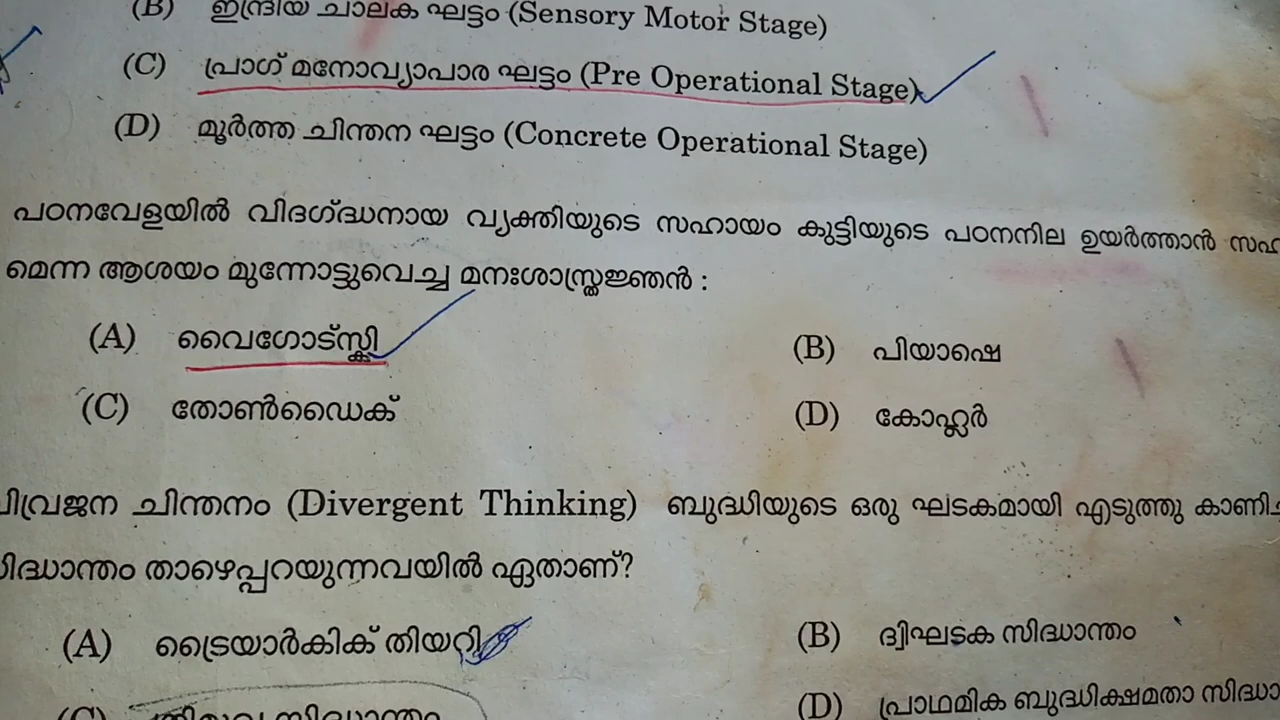 (B) ഇന്ദ്രിയ ചാലക ഘട്ടം (Sensory Motor Stage)
(C) പ്രാഗ് മനോവ്യാപാര ഘട്ടം (Pre Operational Stage)
(D) മൂർത്ത ചിന്തന ഘട്ടം (Concrete Operational Stage)
പഠനവേളയിൽ വിദഗ്ദ്ധനായ വ്യക്തിയുടെ സഹായം കുട്ടിയുടെ പഠനനില ഉയർത്താൻ
മെന്ന ആശയം മുന്നോട്ടുവെച്ച മനഃശാസ്ത്രജ്ഞൻ :
(A) വൈഗോട്സ്കി (B) പിയാഷെ
(C) തോൺഡൈക് (D) കോഹ്ലർ
വിവ്രജന ചിന്തനം (Divergent Thinking) ബുദ്ധിയുടെ ഒരു ഘടകമായി എടുത്തു
സിദ്ധാന്തം താഴെപ്പറയുന്നവയിൽ ഏതാണ്?
(A) ട്രൈയാർകിക് തിയറി (B) ദ്വിഘടക സിദ്ധാന്തം
(C) ത്രിമുഖ സിദ്ധാന്തം (D) പ്രാഥമിക ബുദ്ധിക്ഷമതാ